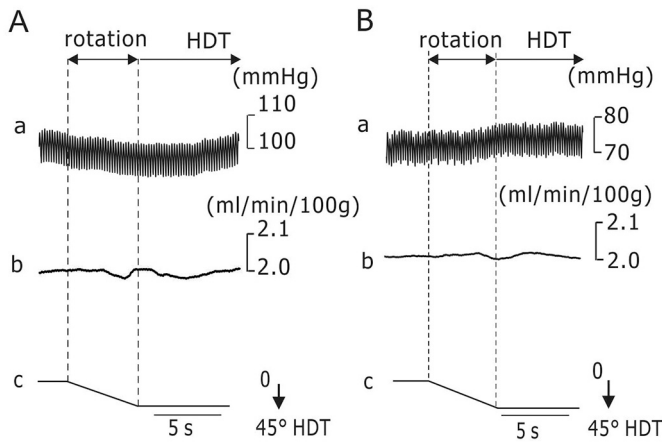 A
rotation HDT
(mmHg)
110
a
100
(ml/min/100g)
2.1
b
2.0
c
0
5 s
45° HDT
B
rotation HDT
(mmHg)
80
a
70
(ml/min/100g)
2.1
b
2.0
c
0
5 s
45° HDT